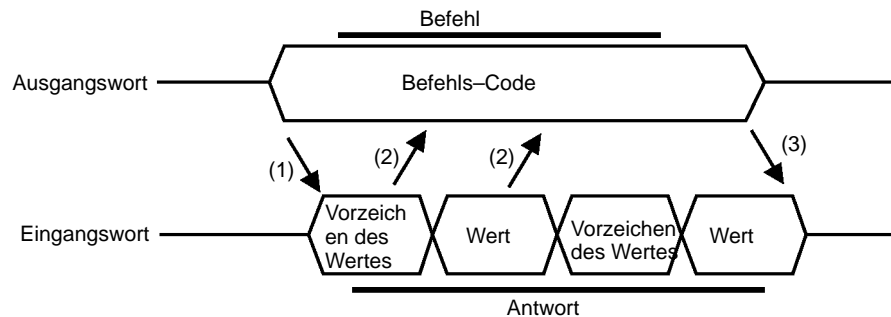 Befehl
Ausgangswort
Befehls–Code
(1)
(2)
(2)
(3)
Eingangswort
Vorzeich
en des
Wertes
Wert
Vorzeichen
des Wertes
Wert
Antwort